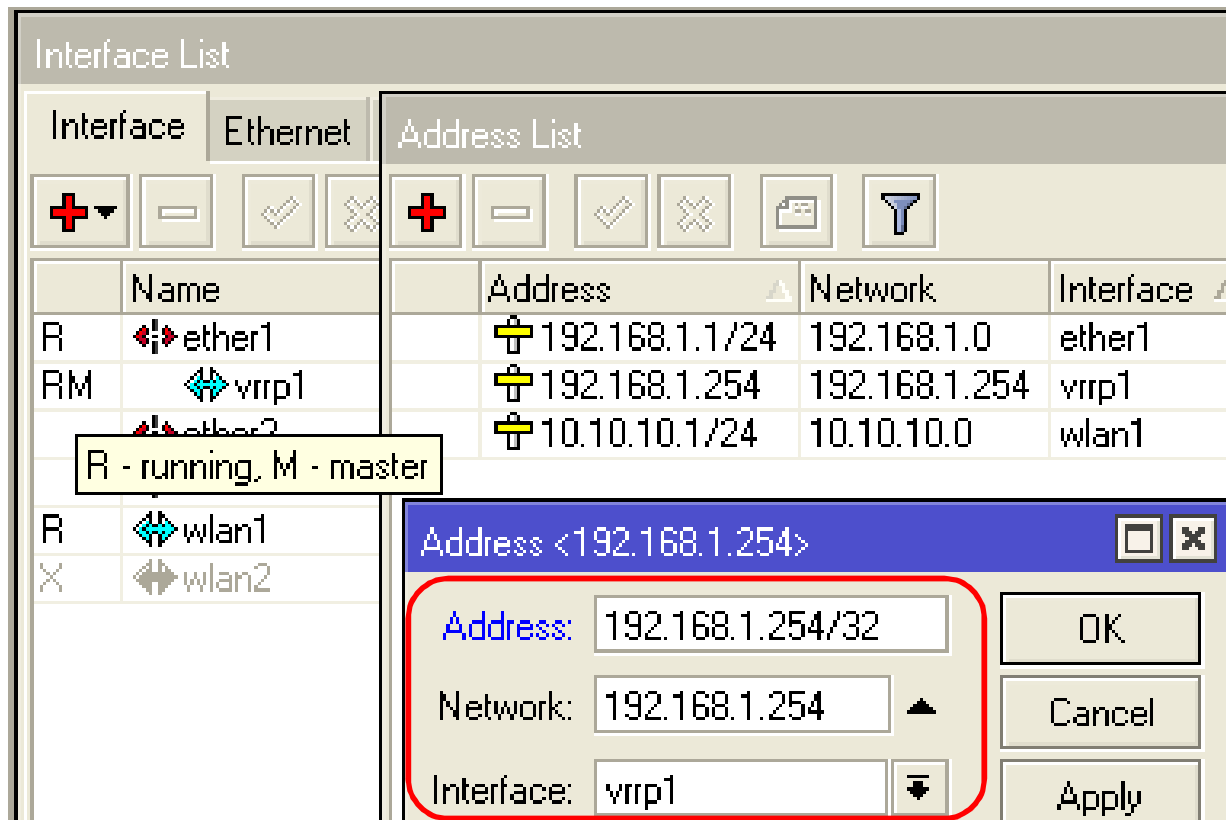 Interface List
Interface Ethernet
Address List
Name
R ether1
RM vrrp1
R - running, M - master
R wlan1
X wlan2
Address Network Interface
192.168.1.1/24 192.168.1.0 ether1
192.168.1.254 192.168.1.254 vrrp1
10.10.10.1/24 10.10.10.0 wlan1
Address <192.168.1.254>
Address: 192.168.1.254/32 OK
Network: 192.168.1.254 Cancel
Interface: vrrp1 Apply